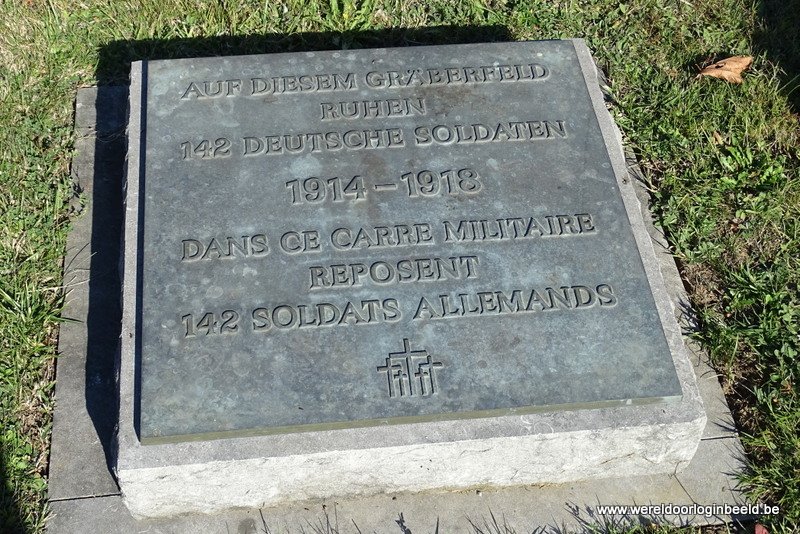 AUF DIESEM GRÄBERFELD
RUHEN
142 DEUTSCHE SOLDATEN
1914–1918
DANS CE CARRE MILITAIRE
REPOSENT
142 SOLDATS ALLEMANDS
www.wereldoorloginbeeld.be